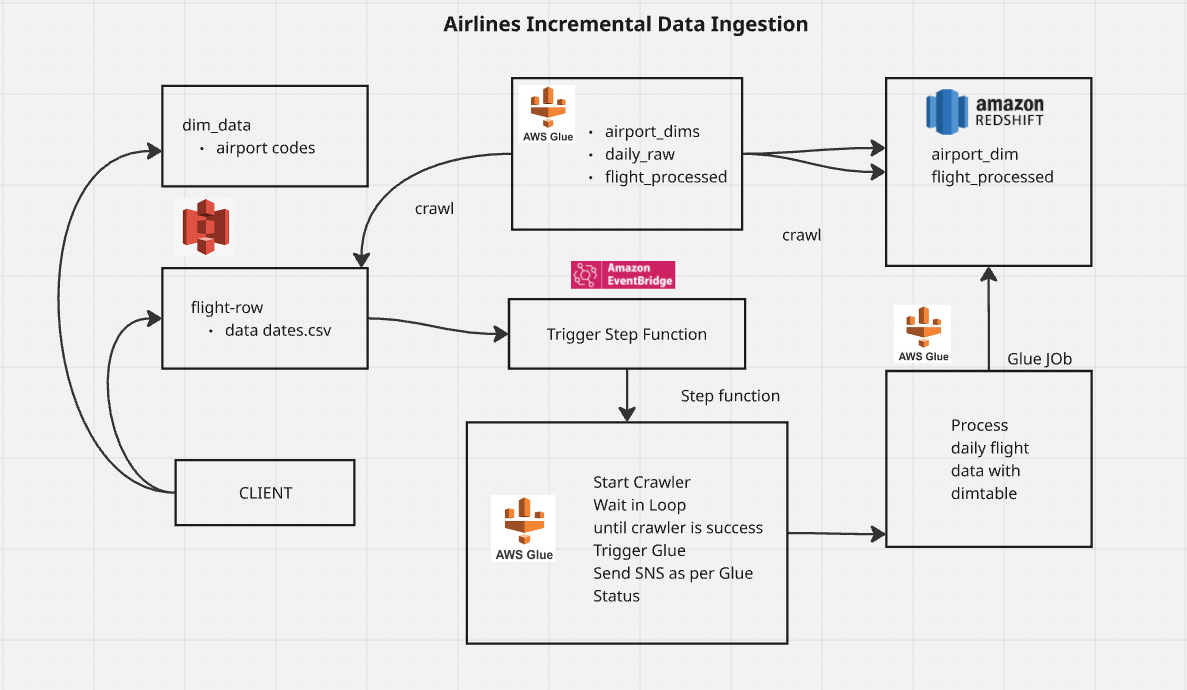 Airlines Incremental Data Ingestion
dim_data
• airport codes
AWS Glue
• airport_dims
• daily_raw
• flight_processed
amazon
REDSHIFT
airport_dim
flight_processed
crawl
crawl
Amazon
EventBridge
flight-row
• data dates.csv
Trigger Step Function
AWS Glue
Glue JOb
Step function
Process
daily flight
data with
dimtable
CLIENT
AWS Glue
Start Crawler
Wait in Loop
until crawler is success
Trigger Glue
Send SNS as per Glue
Status